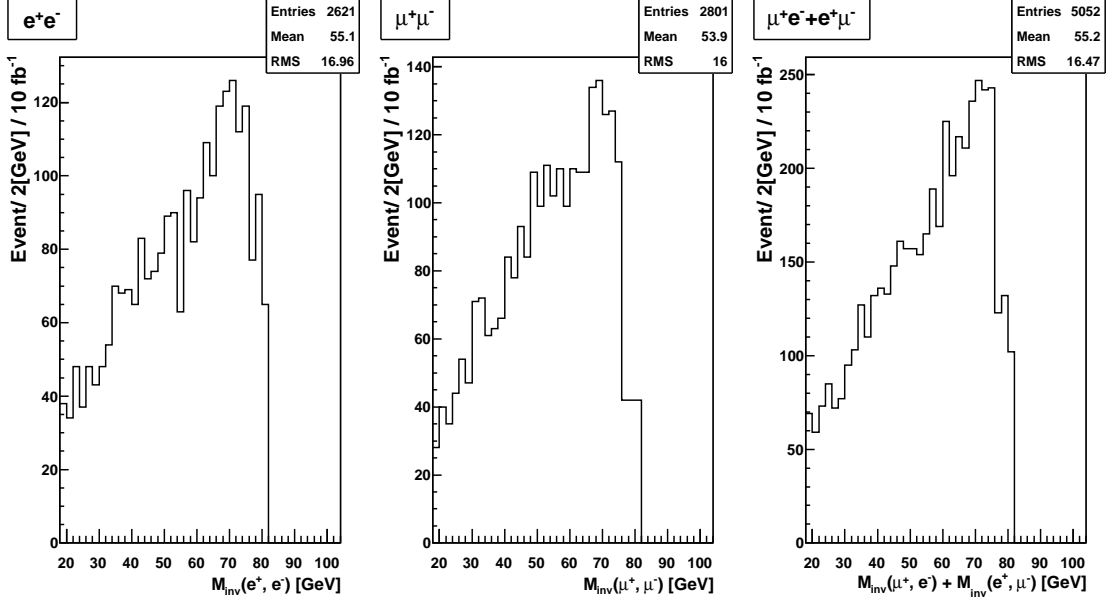 e⁺e⁻
Entries 2621
Mean 55.1
RMS 16.96
Event/ 2[GeV] / 10 fb⁻¹
120
100
80
60
40
20
0
20 30 40 50 60 70 80 90 100
M_inv(e⁺, e⁻) [GeV]
μ⁺μ⁻
Entries 2801
Mean 53.9
RMS 16
Event/ 2[GeV] / 10 fb⁻¹
140
120
100
80
60
40
20
0
20 30 40 50 60 70 80 90 100
M_inv(μ⁺, μ⁻) [GeV]
μ⁺e⁻+e⁺μ⁻
Entries 5052
Mean 55.2
RMS 16.47
Event/ 2[GeV] / 10 fb⁻¹
250
200
150
100
50
0
20 30 40 50 60 70 80 90 100
M_inv(μ⁺, e⁻) + M_inv(e⁺, μ⁻) [GeV]